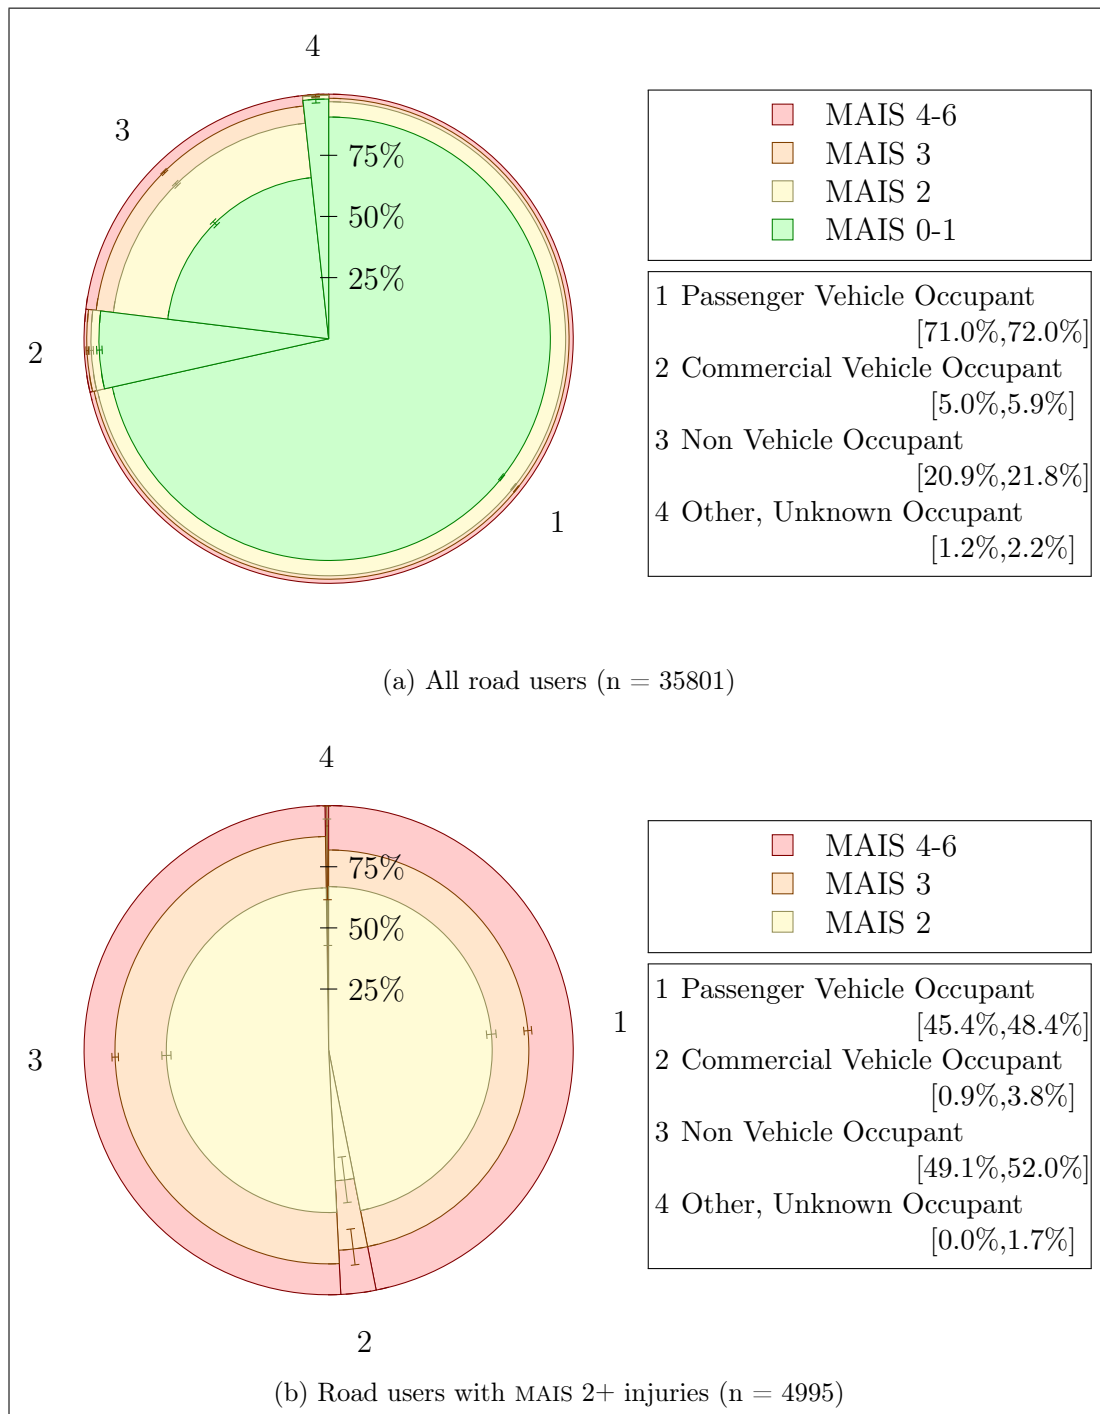 4
3
75%
50%
25%
2
1
MAIS 4-6
MAIS 3
MAIS 2
MAIS 0-1
1 Passenger Vehicle Occupant
[71.0%,72.0%]
2 Commercial Vehicle Occupant
[5.0%,5.9%]
3 Non Vehicle Occupant
[20.9%,21.8%]
4 Other, Unknown Occupant
[1.2%,2.2%]
(a) All road users (n = 35801)
4
75%
50%
25%
3
1
2
MAIS 4-6
MAIS 3
MAIS 2
1 Passenger Vehicle Occupant
[45.4%,48.4%]
2 Commercial Vehicle Occupant
[0.9%,3.8%]
3 Non Vehicle Occupant
[49.1%,52.0%]
4 Other, Unknown Occupant
[0.0%,1.7%]
(b) Road users with MAIS 2+ injuries (n = 4995)